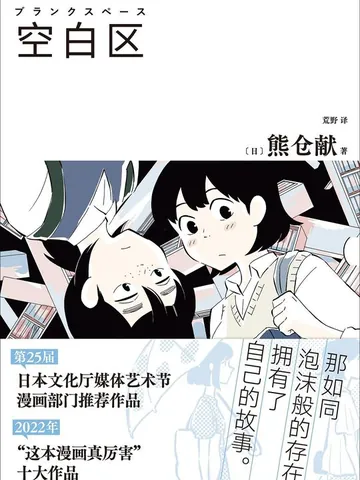 ブランクスペース
空白区
荒野 译
〔日〕熊仓献 著
那如同
泡沫般的存在
拥有了
自己的故事。
第25届
日本文化厅媒体艺术节
漫画部门推荐作品
2022年
“这本漫画真厉害”
十大作品